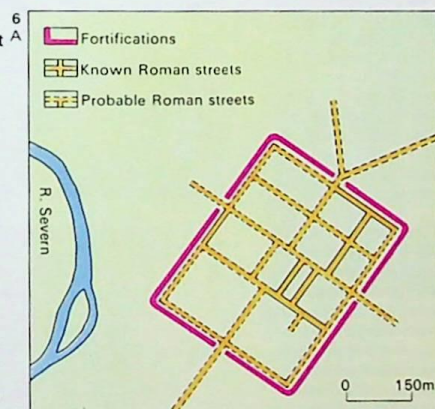 6
A
t
Fortifications
Known Roman streets
Probable Roman streets
R. Severn
0 150m